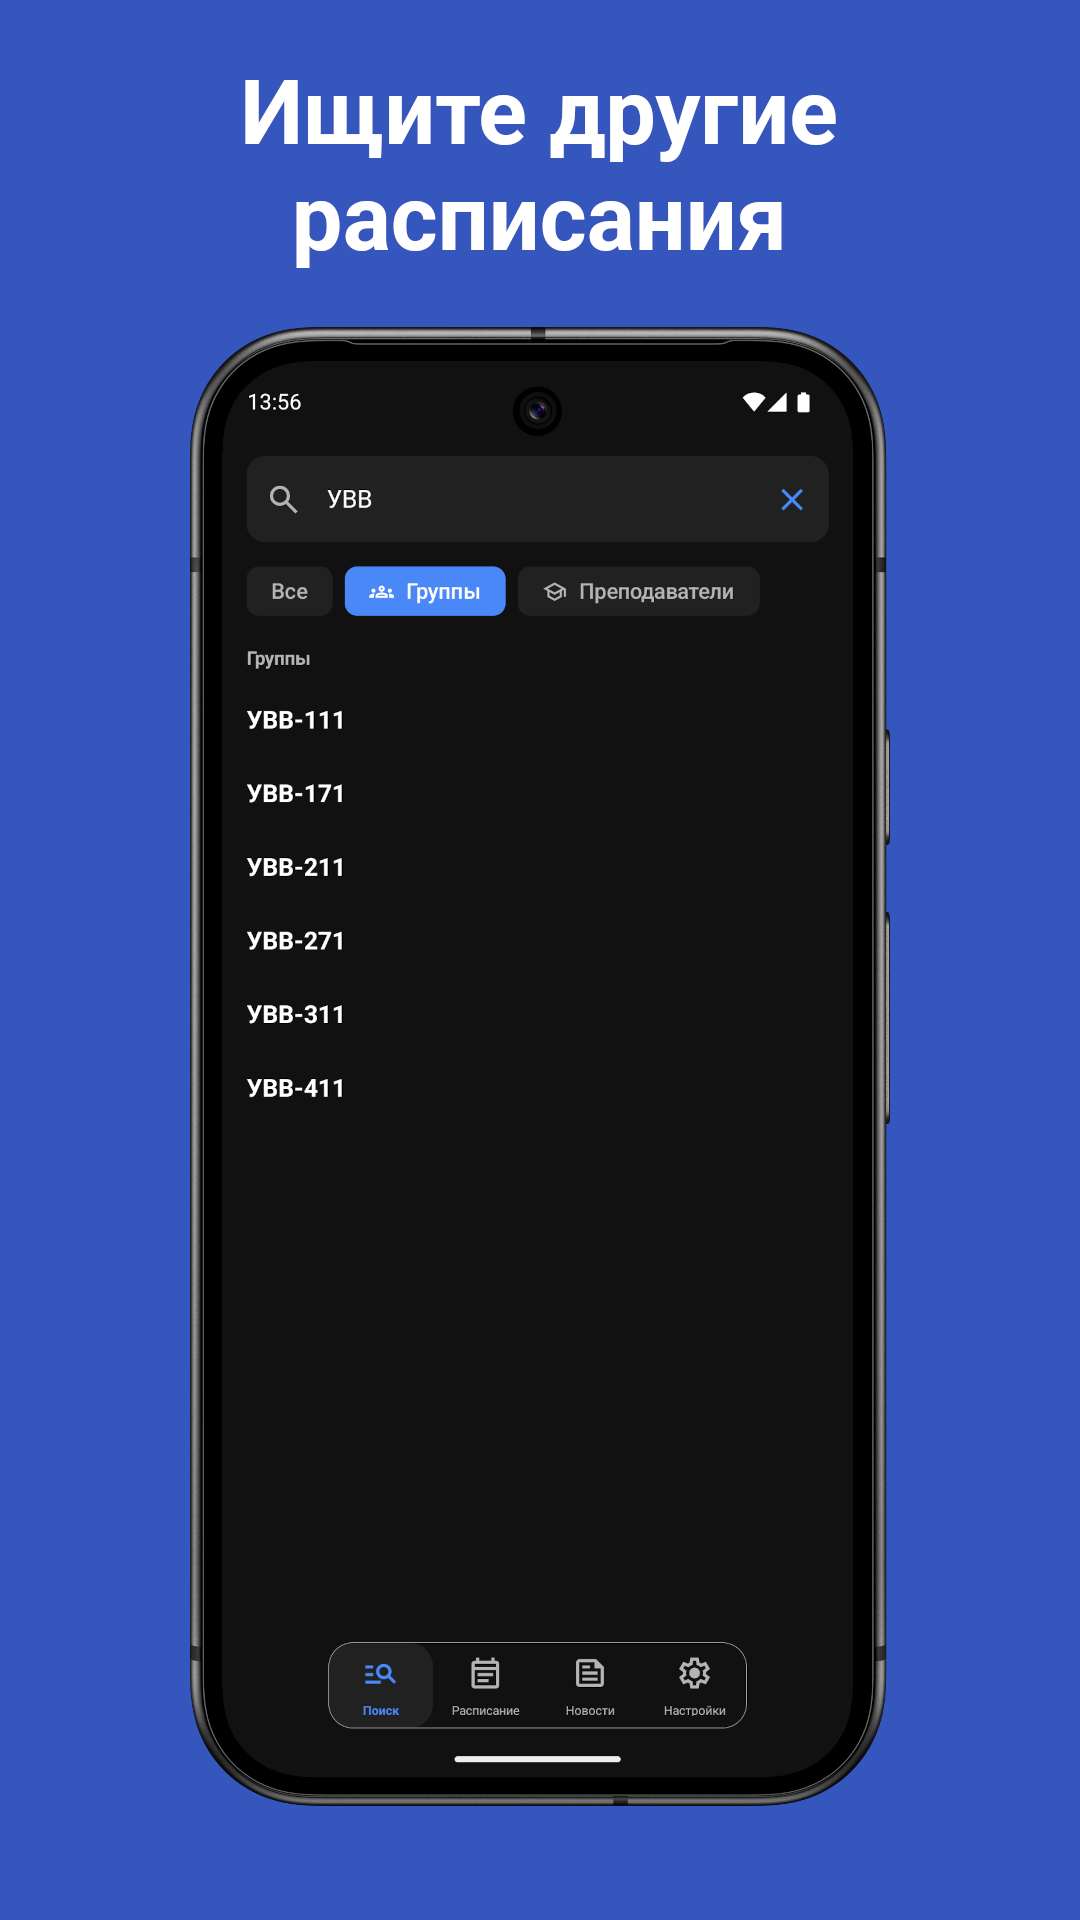 Ищите другие
расписания
13:56
УВВ
Все
Группы
Преподаватели
Группы
УВВ-111
УВВ-171
УВВ-211
УВВ-271
УВВ-311
УВВ-411
Поиск
Расписание
Новости
Настройки